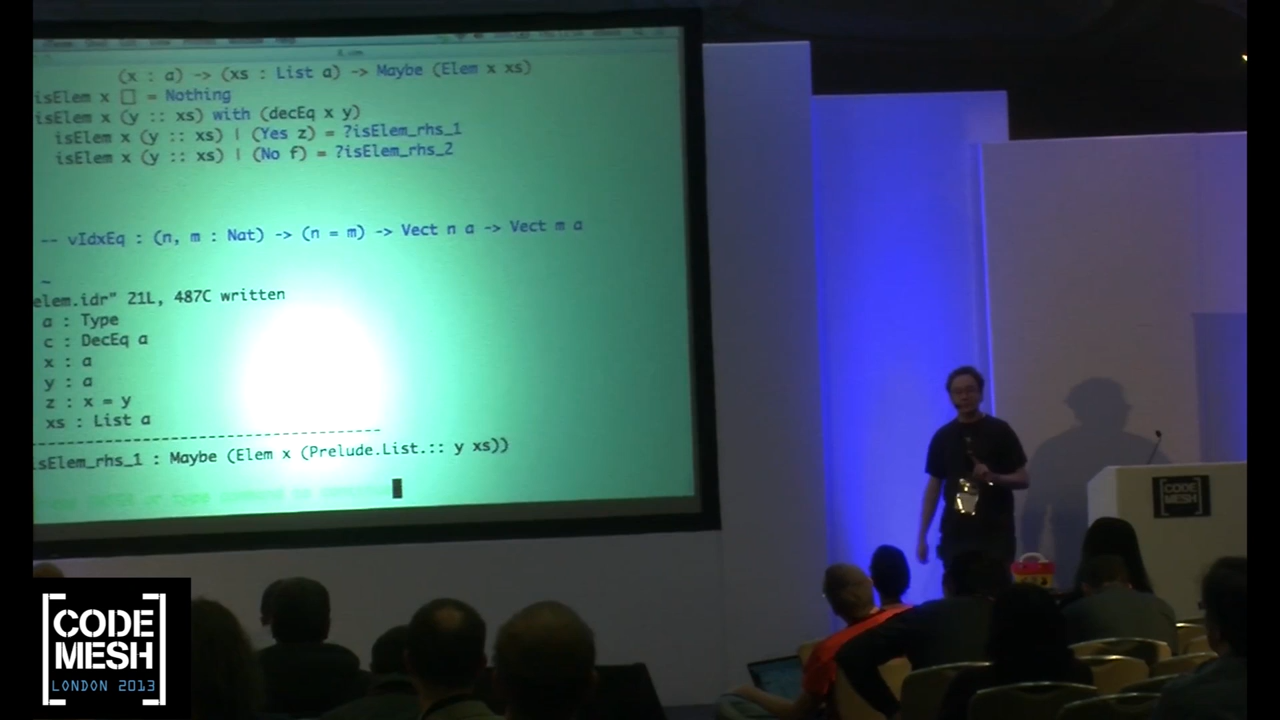 (x : a) -> (xs : List a) -> Maybe (Elem x xs)
isElem x [] = Nothing
isElem x (y :: xs) with (decEq x y)
isElem x (y :: xs) | (Yes z) = ?isElem_rhs_1
isElem x (y :: xs) | (No f) = ?isElem_rhs_2
-- vIdxEq : (n, m : Nat) -> (n = m) -> Vect n a -> Vect m a
~
elem.idr" 21L, 487C written
a : Type
c : DecEq a
x : a
y : a
z : x = y
xs : List a
--------------------------------------
isElem_rhs_1 : Maybe (Elem x (Prelude.List.:: y xs))
CODE
MESH
[CODE
MESH]
LONDON 2013